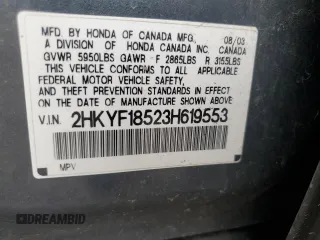 MFD. BY HONDA OF CANADA MFG. 08/03
A DIVISION OF HONDA CANADA INC. CANADA
GVWR 5950LBS GAWR F 2865LBS R 3155LBS
THIS VEHICLE CONFORMS TO ALL APPLICABLE
FEDERAL MOTOR VEHICLE SAFETY
AND THEFT PREVENTION STANDARDS IN EFFECT
ON THE DATE OF MANUFACTURE SHOWN ABOVE.
V.I.N. 2HKYF18523H619553
MPV
© DREAMBID